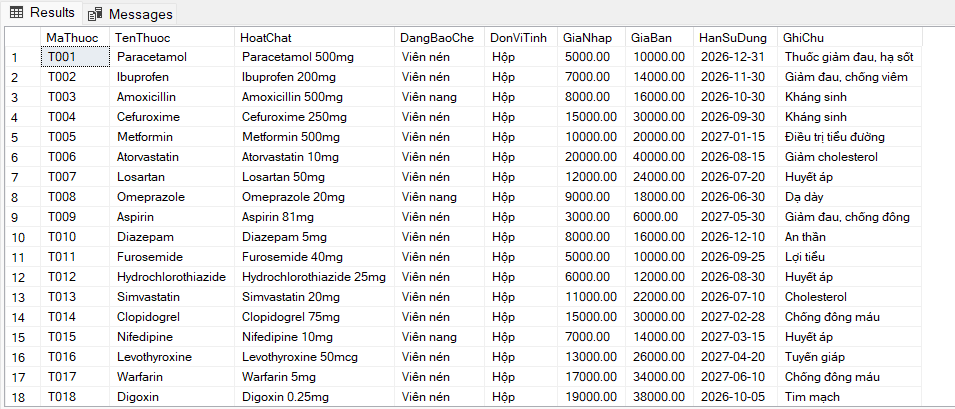 Results Messages
MaThuoc TenThuoc HoatChat DangBaoChe DonViTinh GiaNhap GiaBan HanSuDung GhiChu
1 T001 Paracetamol Paracetamol 500mg Viên nén Hộp 5000.00 10000.00 2026-12-31 Thuốc giảm đau, hạ sốt
2 T002 Ibuprofen Ibuprofen 200mg Viên nén Hộp 7000.00 14000.00 2026-11-30 Giảm đau, chống viêm
3 T003 Amoxicillin Amoxicillin 500mg Viên nang Hộp 8000.00 16000.00 2026-10-30 Kháng sinh
4 T004 Cefuroxime Cefuroxime 250mg Viên nén Hộp 15000.00 30000.00 2026-09-30 Kháng sinh
5 T005 Metformin Metformin 500mg Viên nén Hộp 10000.00 20000.00 2027-01-15 Điều trị tiểu đường
6 T006 Atorvastatin Atorvastatin 10mg Viên nén Hộp 20000.00 40000.00 2026-08-15 Giảm cholesterol
7 T007 Losartan Losartan 50mg Viên nén Hộp 12000.00 24000.00 2026-07-20 Huyết áp
8 T008 Omeprazole Omeprazole 20mg Viên nang Hộp 9000.00 18000.00 2026-06-30 Dạ dày
9 T009 Aspirin Aspirin 81mg Viên nén Hộp 3000.00 6000.00 2027-05-30 Giảm đau, chống đông
10 T010 Diazepam Diazepam 5mg Viên nén Hộp 8000.00 16000.00 2026-12-10 An thần
11 T011 Furosemide Furosemide 40mg Viên nén Hộp 5000.00 10000.00 2026-09-25 Lợi tiểu
12 T012 Hydrochlorothiazide Hydrochlorothiazide 25mg Viên nén Hộp 6000.00 12000.00 2026-08-30 Huyết áp
13 T013 Simvastatin Simvastatin 20mg Viên nén Hộp 11000.00 22000.00 2026-07-10 Cholesterol
14 T014 Clopidogrel Clopidogrel 75mg Viên nén Hộp 15000.00 30000.00 2027-02-28 Chống đông máu
15 T015 Nifedipine Nifedipine 10mg Viên nang Hộp 7000.00 14000.00 2027-03-15 Huyết áp
16 T016 Levothyroxine Levothyroxine 50mcg Viên nén Hộp 13000.00 26000.00 2027-04-20 Tuyến giáp
17 T017 Warfarin Warfarin 5mg Viên nén Hộp 17000.00 34000.00 2027-06-10 Chống đông máu
18 T018 Digoxin Digoxin 0.25mg Viên nén Hộp 19000.00 38000.00 2026-10-05 Tim mạch